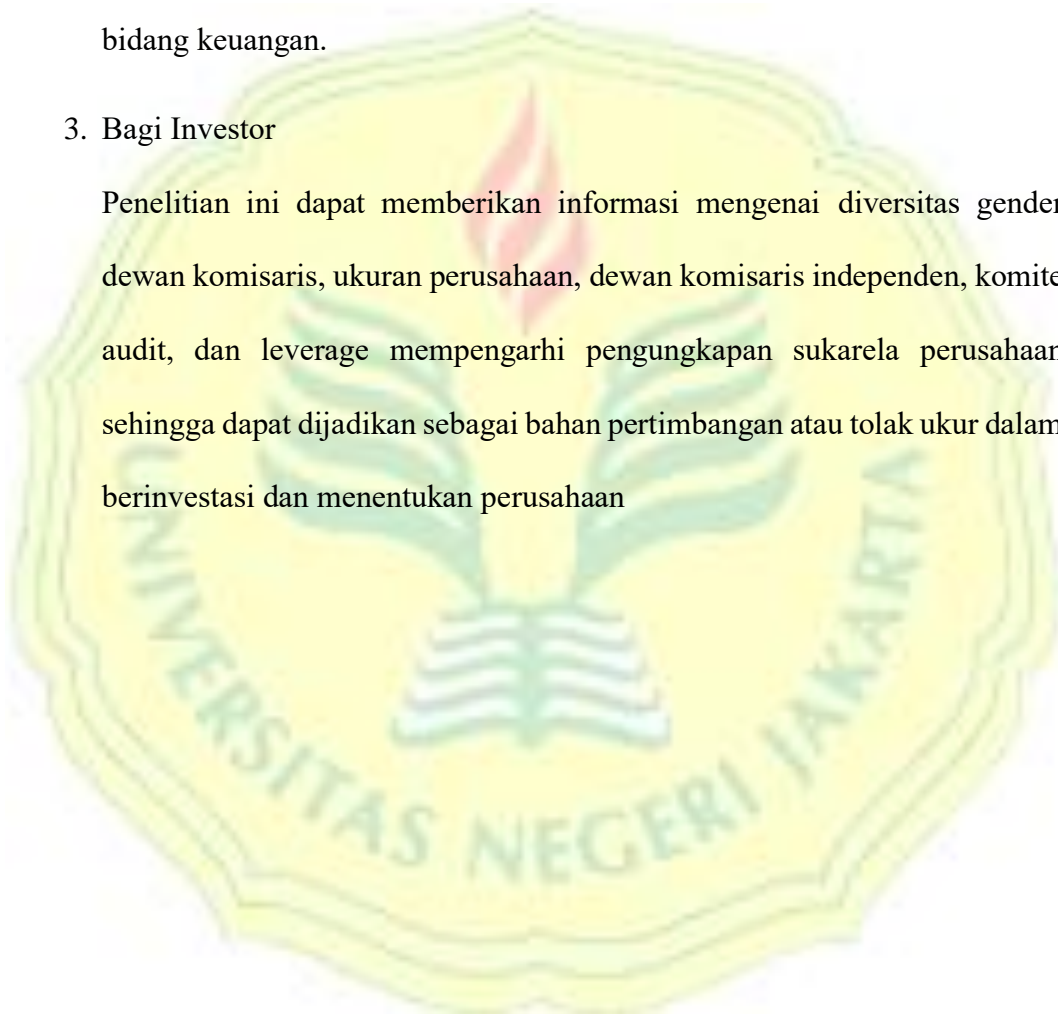 bidang keuangan.
3. Bagi Investor
Penelitian ini dapat memberikan informasi mengenai diversitas gender
dewan komisaris, ukuran perusahaan, dewan komisaris independen, komite
audit, dan leverage mempengarhi pengungkapan sukarela perusahaan
sehingga dapat dijadikan sebagai bahan pertimbangan atau tolak ukur dalam
berinvestasi dan menentukan perusahaan
UNIVERSITAS NEGERI JAKARTA